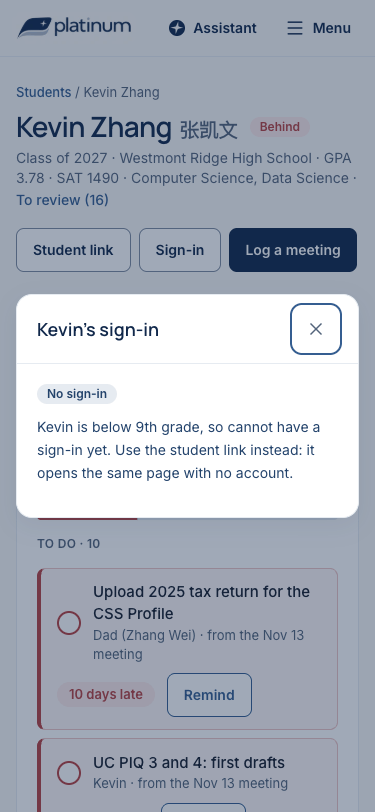 platinum
Assistant
Menu
Students / Kevin Zhang
Kevin Zhang 张凯文 Behind
Class of 2027 · Westmont Ridge High School · GPA
3.78 · SAT 1490 · Computer Science, Data Science ·
To review (16)
Student link
Sign-in
Log a meeting
Kevin's sign-in
No sign-in
Kevin is below 9th grade, so cannot have a
sign-in yet. Use the student link instead: it
opens the same page with no account.
TO DO · 10
Upload 2025 tax return for the
CSS Profile
Dad (Zhang Wei) · from the Nov 13
meeting
10 days late
Remind
UC PIQ 3 and 4: first drafts
Kevin · from the Nov 13 meeting